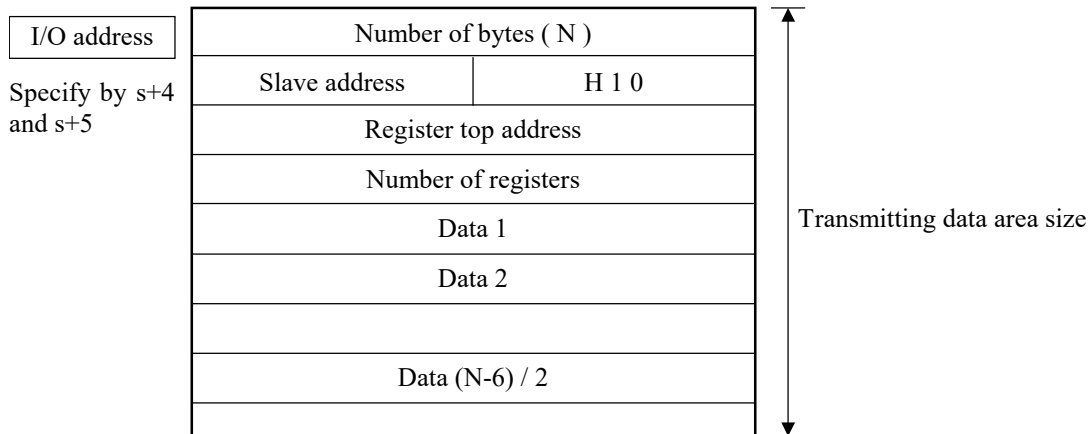 I/O address
Specify by s+4
and s+5
Number of bytes ( N )
Slave address H 1 0
Register top address
Number of registers
Data 1
Data 2
Data (N-6) / 2
Transmitting data area size